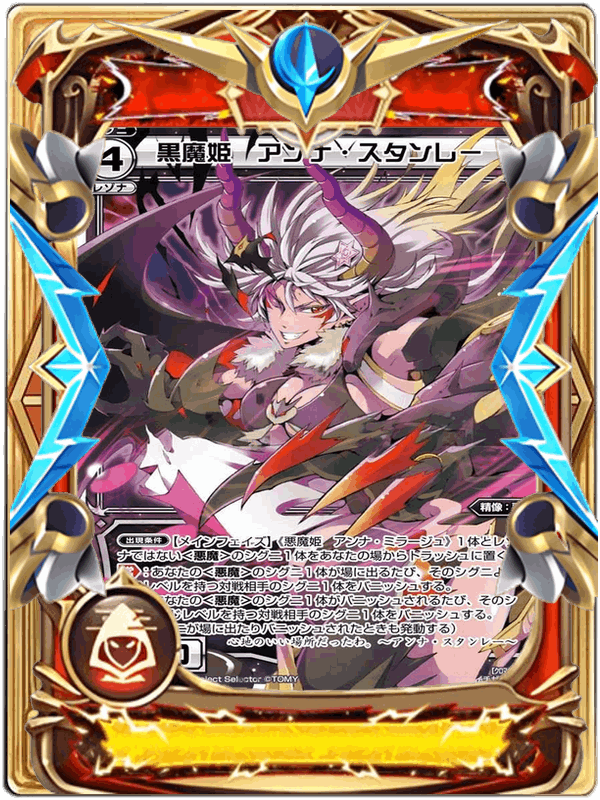 4
黒魔姫 アンナ・スタンレー
レゾナ
精像：
出現条件 【メインフェイズ】《悪魔姫 アンナ・ミラージュ》１体とレ
ナではない＜悪魔＞のシグニ１体をあなたの場からトラッシュに置く
：あなたの＜悪魔＞のシグニ１体が場に出るたび、そのシグニよ
レベルを持つ対戦相手のシグニ１体をバニッシュする。
なたの＜悪魔＞のシグニ１体がバニッシュされるたび、そのシ
レベルを持つ対戦相手のシグニ１体をバニッシュする。
が場に出たりバニッシュされたときも発動する）
心地のいい場所だったわ。～アンナ・スタンレー～
0
lect Selector ©TOMY